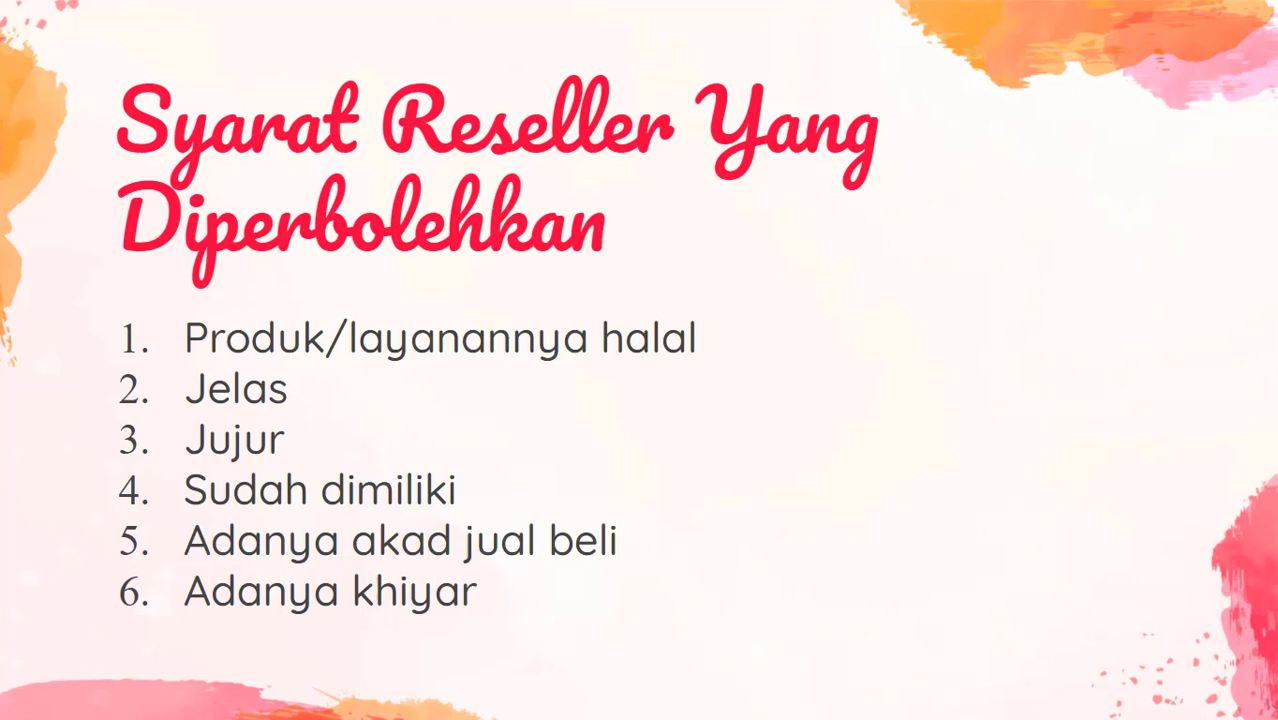 Syarat Reseller Yang
Diperbolehkan
1. Produk/layanannya halal
2. Jelas
3. Jujur
4. Sudah dimiliki
5. Adanya akad jual beli
6. Adanya khiyar